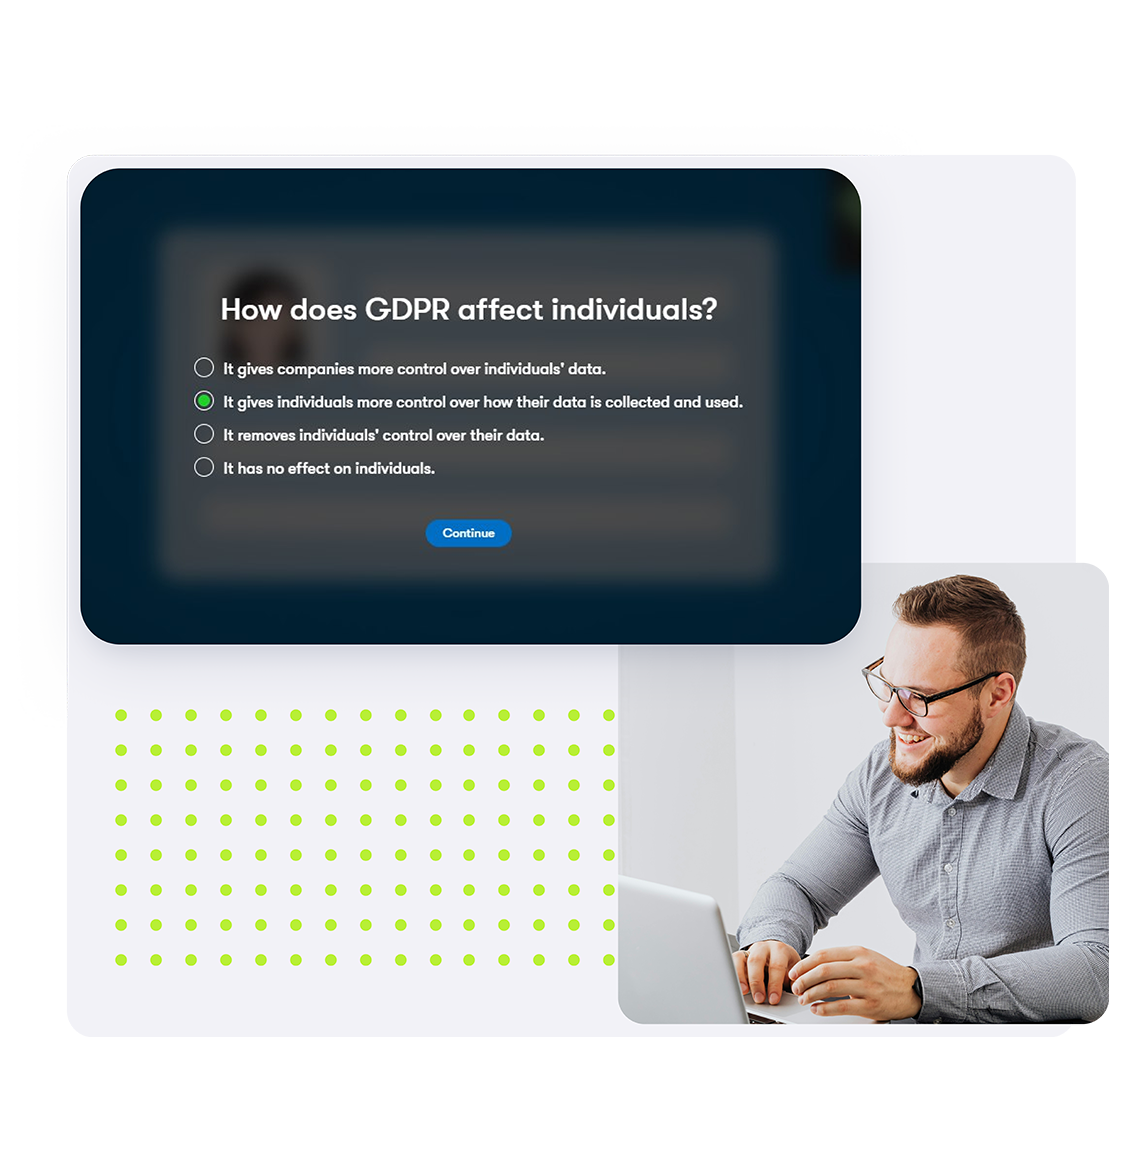 How does GDPR affect individuals?
It gives companies more control over individuals' data.
It gives individuals more control over how their data is collected and used.
It removes individuals' control over their data.
It has no effect on individuals.
Continue